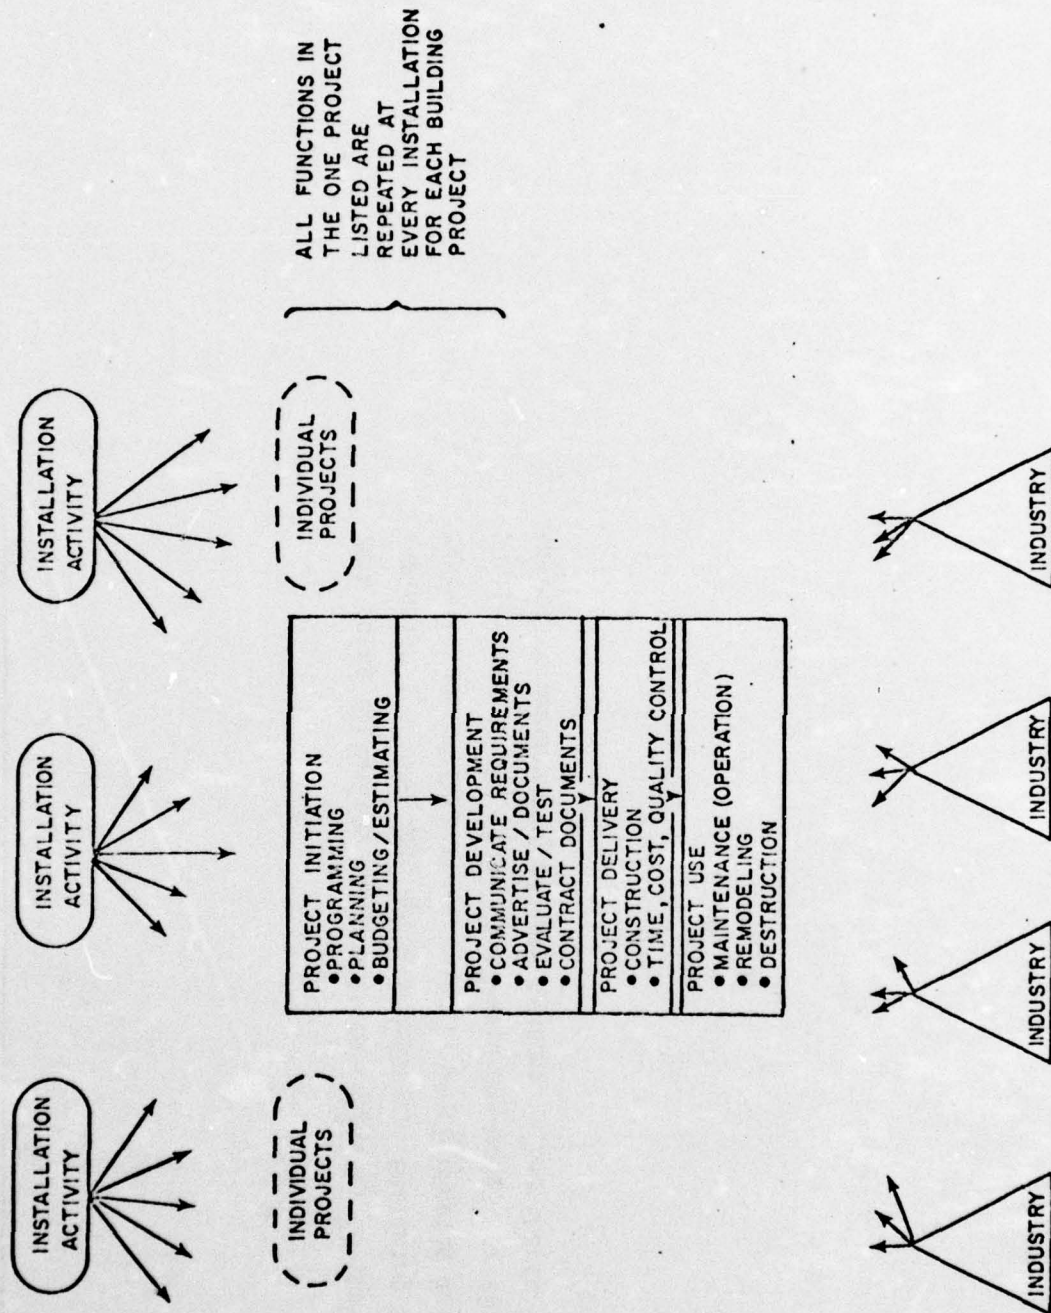 INSTALLATION
ACTIVITY
INSTALLATION
ACTIVITY
INSTALLATION
ACTIVITY
INDIVIDUAL
PROJECTS
PROJECT INITIATION
•PROGRAMMING
•PLANNING
•BUDGETING/ESTIMATING
PROJECT DEVELOPMENT
•COMMUNICATE REQUIREMENTS
•ADVERTISE / DOCUMENTS
•EVALUATE / TEST
•CONTRACT DOCUMENTS
PROJECT DELIVERY
•CONSTRUCTION
•TIME, COST, QUALITY CONTROL
PROJECT USE
•MAINTENANCE (OPERATION)
•REMODELING
•DESTRUCTION
INDIVIDUAL
PROJECTS
ALL FUNCTIONS IN
THE ONE PROJECT
LISTED ARE
REPEATED AT
EVERY INSTALLATION
FOR EACH BUILDING
PROJECT
INDUSTRY
INDUSTRY
INDUSTRY
INDUSTRY